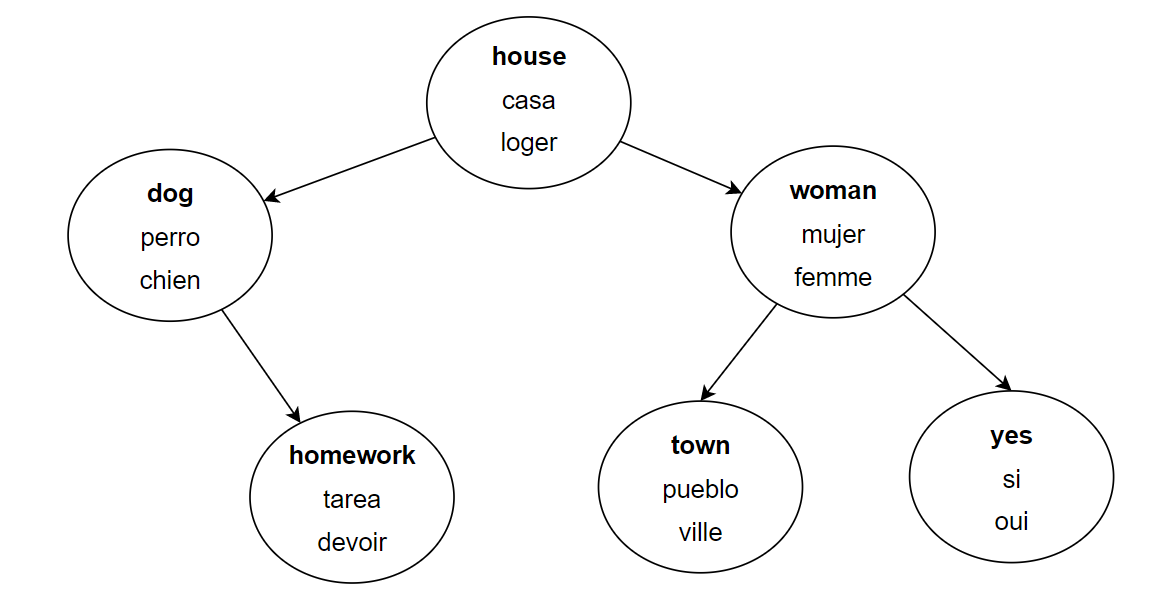 house
casa
loger
dog
perro
chien
woman
mujer
femme
homework
tarea
devoir
town
pueblo
ville
yes
si
oui